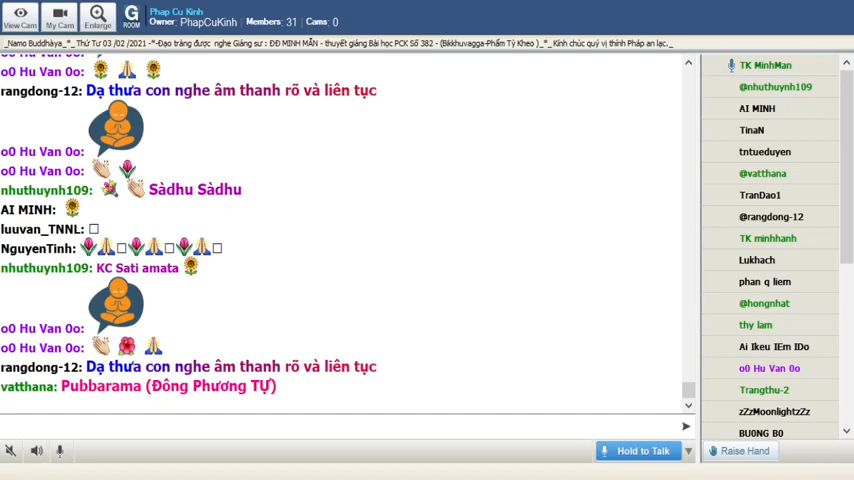 View Cam
My Cam
Enlarge
G
ROOM
Phap Cu Kinh
Owner: PhapCuKinh Members: 31 Cams: 0
_Namo Buddhàya_*_ Thứ Tư 03 /02 /2021 -*-Đạo tràng được nghe Giảng sư : ĐĐ MINH MẪN - thuyết giảng Bài học PCK Số 382 - (Bikkhuvagga-Phẩm Tỳ Kheo )_*_ Kính chúc quý vị thính Pháp an lạc._
o0 Hu Van 0o:
rangdong-12: Dạ thưa con nghe âm thanh rõ và liên tục
o0 Hu Van 0o:
o0 Hu Van 0o:
nhuthuynh109: Sàdhu Sàdhu
AI MINH:
luuvan_TNNL:
NguyenTinh:
nhuthuynh109: KC Sati amata
o0 Hu Van 0o:
o0 Hu Van 0o:
rangdong-12: Dạ thưa con nghe âm thanh rõ và liên tục
vatthana: Pubbarama (Đông Phương TỰ)
TK MinhMan
@nhuthuynh109
AI MINH
TinaN
tntueduyen
@vatthana
TranDao1
@rangdong-12
TK minhhanh
Lukhach
phan q liem
@hongnhat
thy lam
Ai Ikeu IEm IDo
o0 Hu Van 0o
Trangthu-2
zZzMoonlightzZz
BU0NG B0
Hold to Talk
Raise Hand